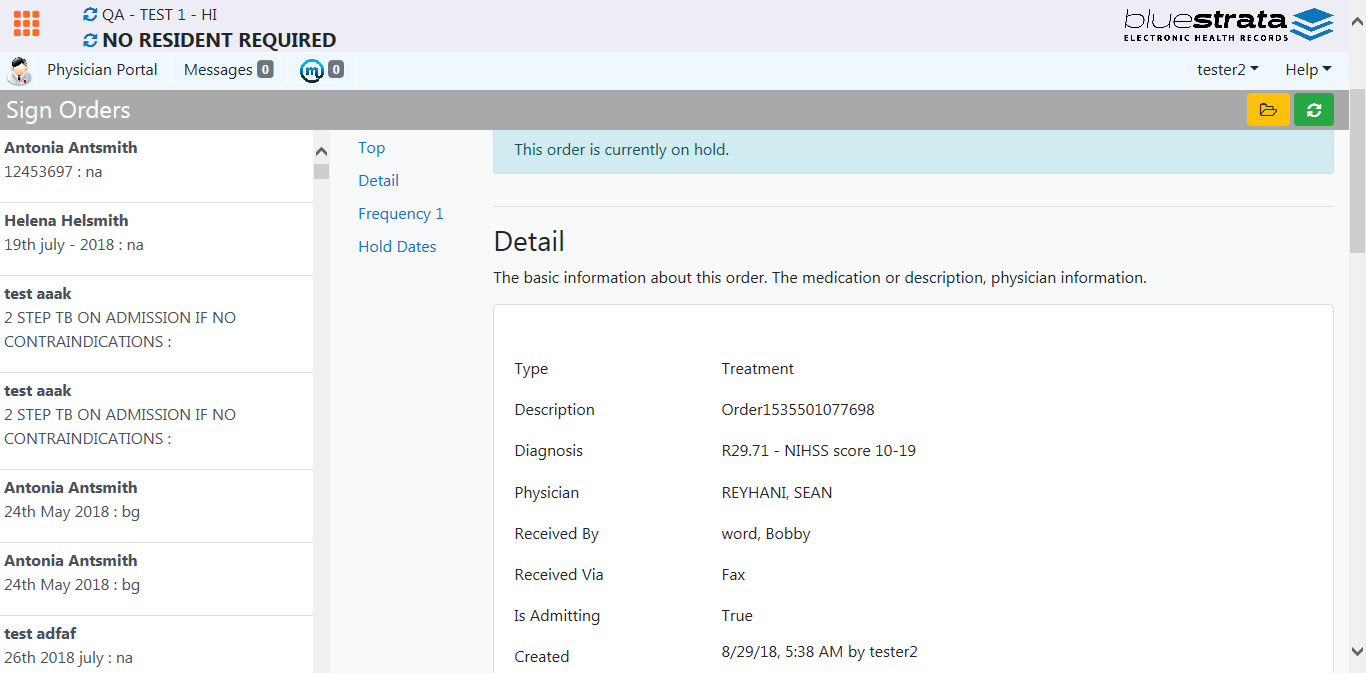 QA - TEST 1 - HI
NO RESIDENT REQUIRED
bluestrata
ELECTRONIC HEALTH RECORDS
Physician Portal
Messages 0
m 0
tester2
Help
Sign Orders
Antonia Antsmith
12453697 : na
Helena Helsmith
19th july - 2018 : na
test aaak
2 STEP TB ON ADMISSION IF NO
CONTRAINDICATIONS :
test aaak
2 STEP TB ON ADMISSION IF NO
CONTRAINDICATIONS :
Antonia Antsmith
24th May 2018 : bg
Antonia Antsmith
24th May 2018 : bg
test adfaf
26th 2018 july : na
Top
Detail
Frequency 1
Hold Dates
This order is currently on hold.
Detail
The basic information about this order. The medication or description, physician information.
Type Treatment
Description Order1535501077698
Diagnosis R29.71 - NIHSS score 10-19
Physician REYHANI, SEAN
Received By word, Bobby
Received Via Fax
Is Admitting True
Created 8/29/18, 5:38 AM by tester2